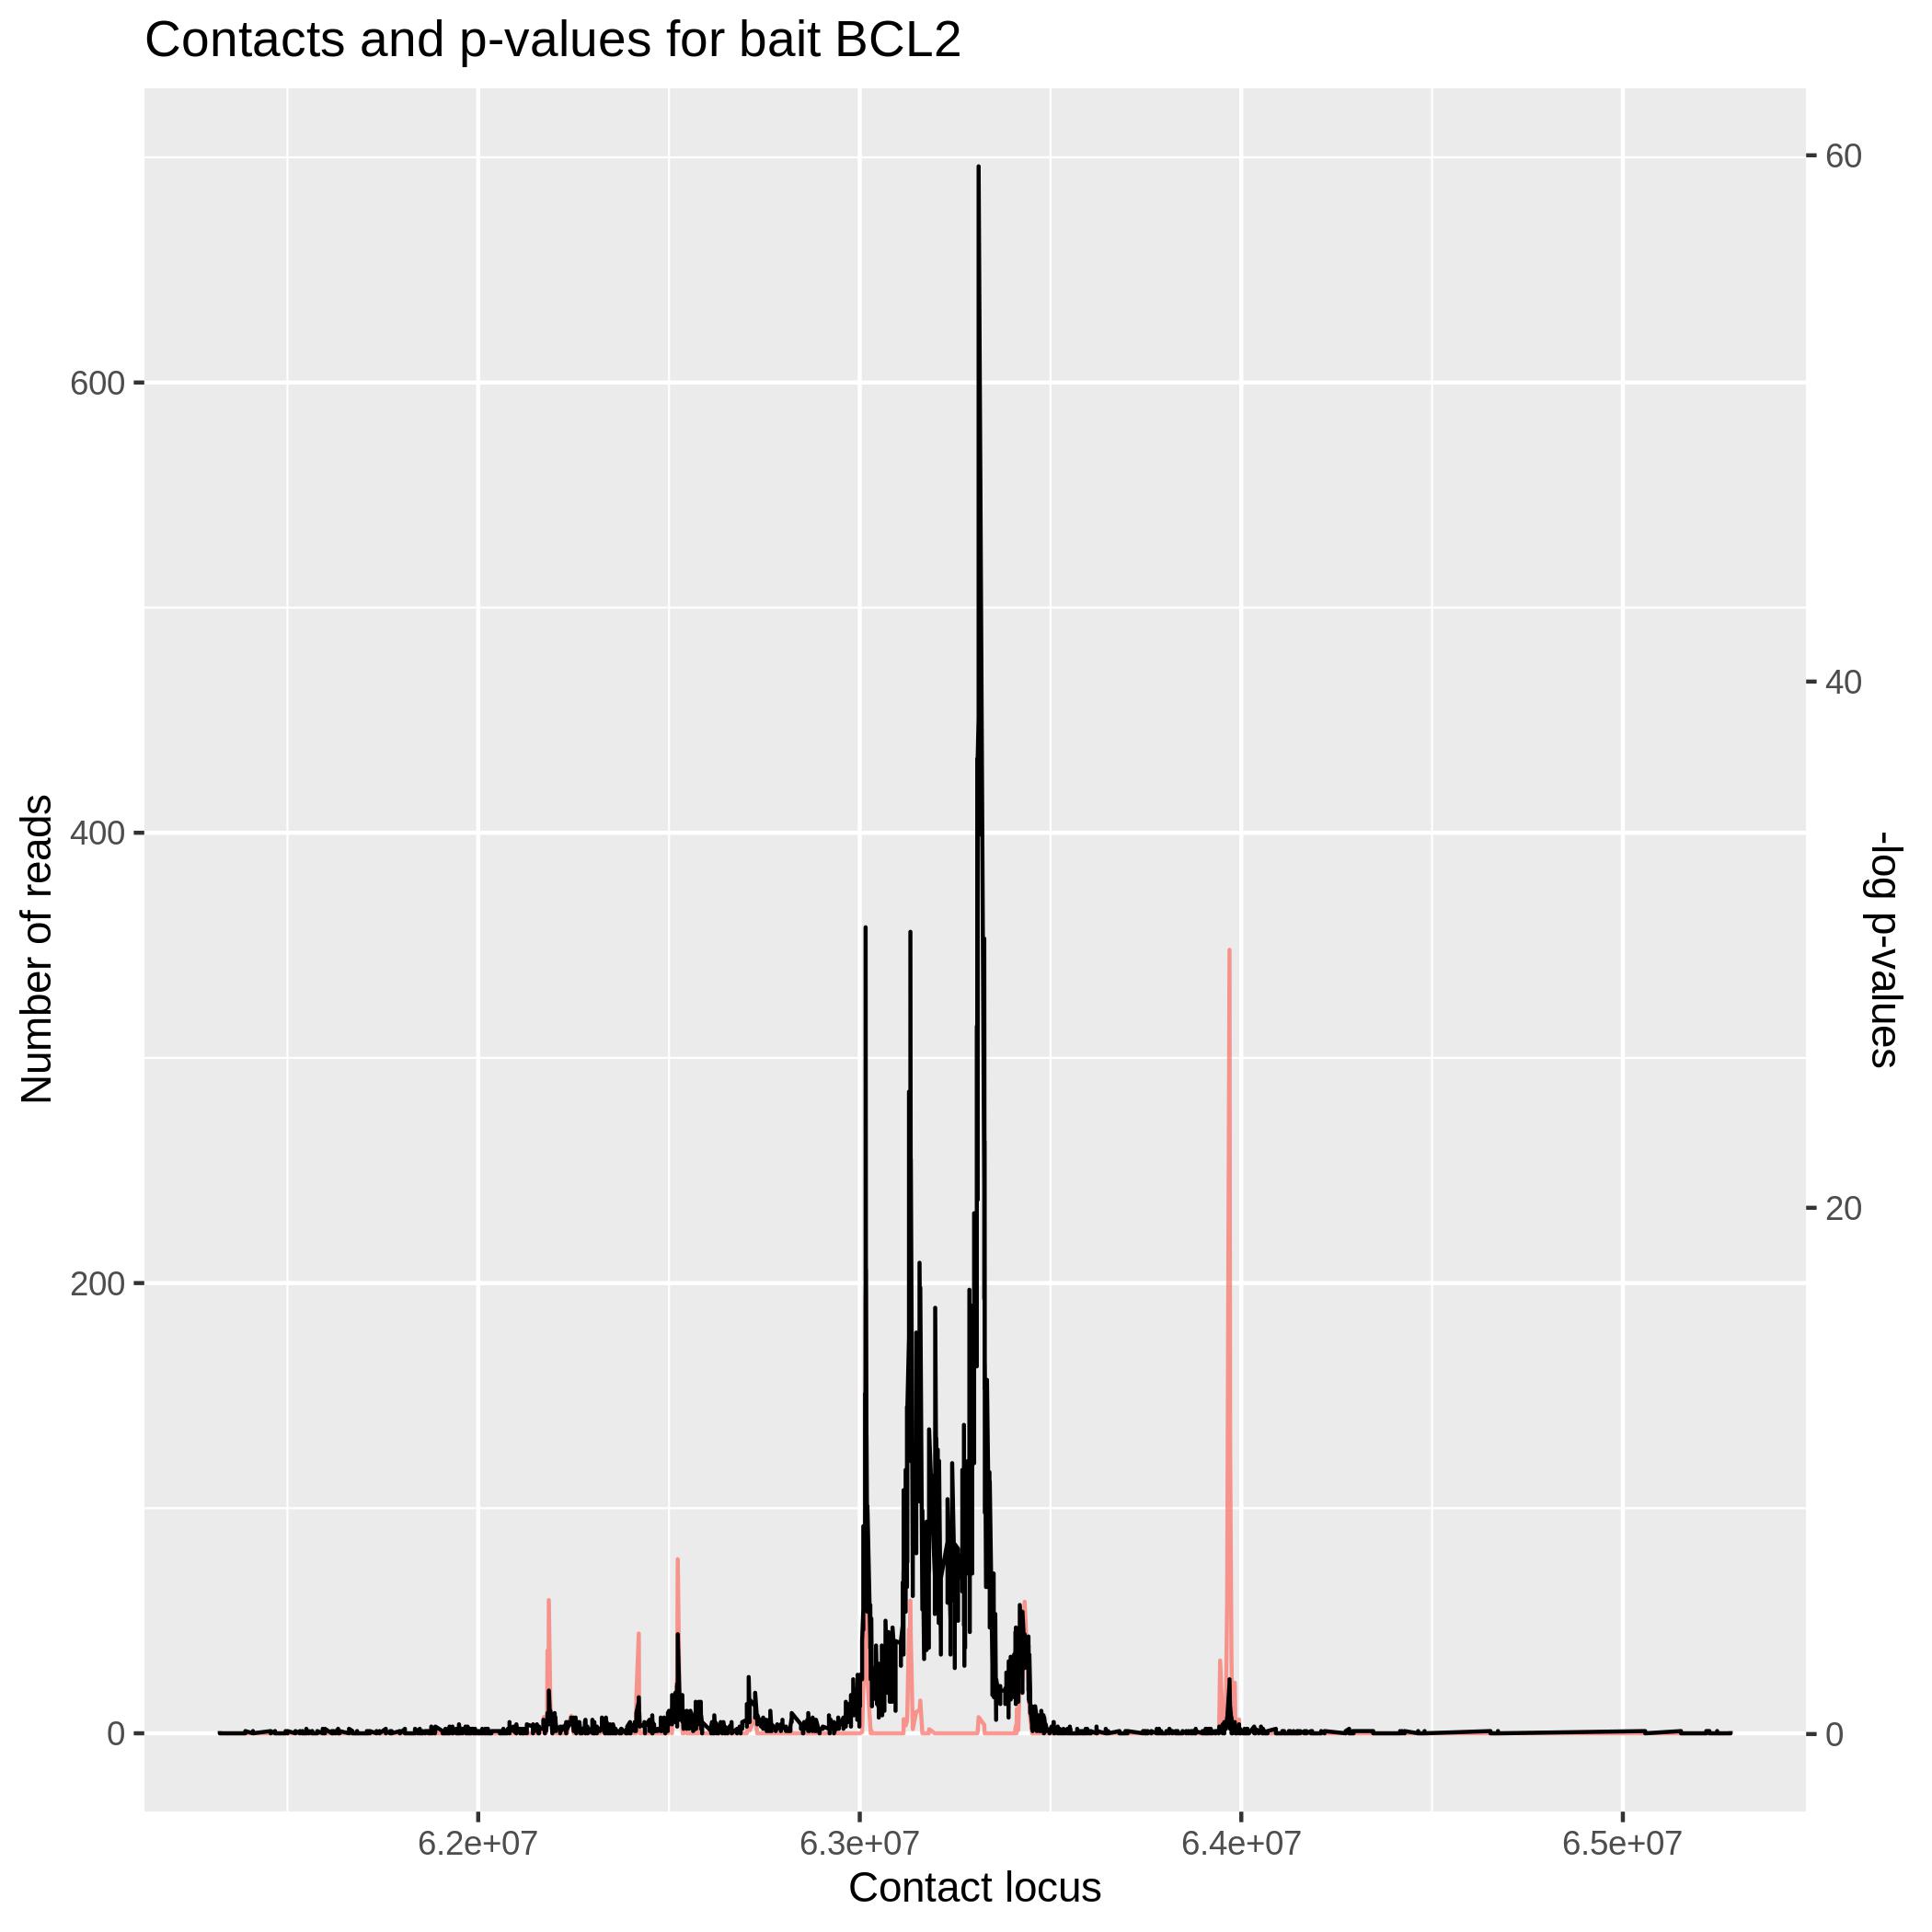 Contacts and p-values for bait BCL2
60
600
40
400
20
200
0
0
Number of reads
-log p-values
6.2e+07
6.3e+07
6.4e+07
6.5e+07
Contact locus